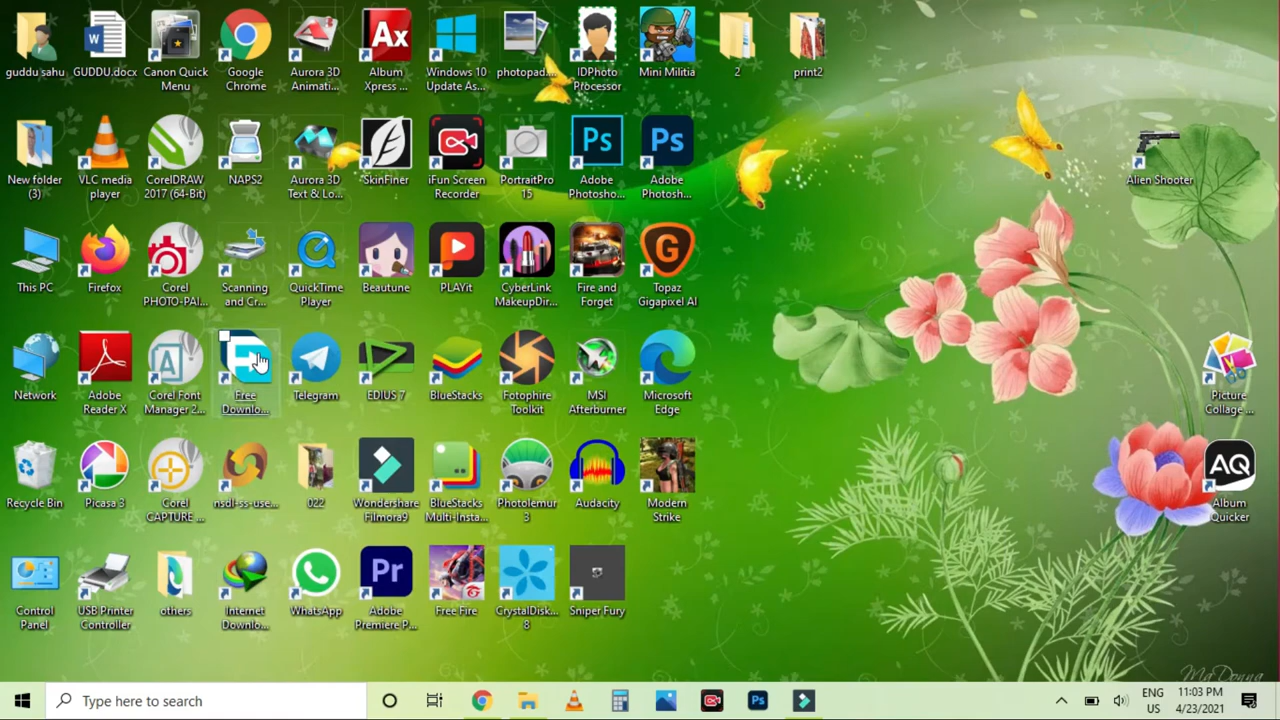 guddu sahu
GUDDU.docx
Canon Quick
Menu
Google
Chrome
Aurora 3D
Animati...
Album
Xpress ...
Windows 10
Update As...
photopad....
IDPhoto
Processor
Mini Militia
2
print2
New folder
(3)
VLC media
player
CorelDRAW
2017 (64-Bit)
NAPS2
Aurora 3D
Text & Lo...
SkinFiner
iFun Screen
Recorder
PortraitPro
15
Adobe
Photosho...
Adobe
Photosh...
Alien Shooter
This PC
Firefox
Corel
PHOTO-PAI...
Scanning
and Cr...
QuickTime
Player
Beautune
PLAYit
CyberLink
MakeupDir...
Fire and
Forget
Topaz
Gigapixel AI
Network
Adobe
Reader X
Corel Font
Manager 2...
Free
Downlo...
Telegram
EDIUS 7
BlueStacks
Fotophire
Toolkit
MSI
Afterburner
Microsoft
Edge
Picture
Collage ...
Recycle Bin
Picasa 3
Corel
CAPTURE ...
nsdl-ss-use...
022
Wondershare
Filmora9
BlueStacks
Multi-Insta...
Photolemur
3
Audacity
Modern
Strike
AQ
Album
Quicker
Control
Panel
USB Printer
Controller
others
Internet
Downlo...
WhatsApp
Adobe
Premiere P...
Free Fire
CrystalDisk...
8
Sniper Fury
Ax
Ps
Ps
Pr
Type here to search
Ps
ENG
US
11:03 PM
4/23/2021